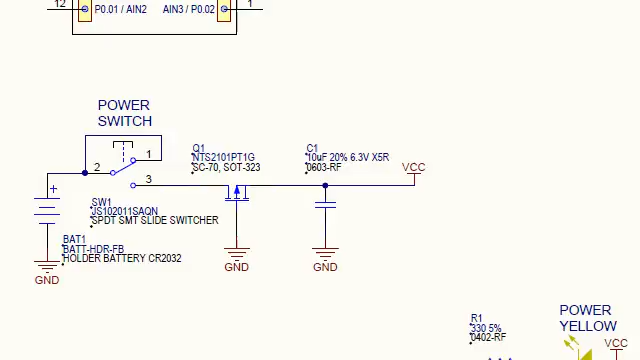 12
P0.01 / AIN2
AIN3 / P0.02
1
POWER
SWITCH
2
1
3
Q1
NTS2101PT1G
SC-70, SOT-323
C1
10uF 20% 6.3V X5R
0603-RF
VCC
+
SW1
JS102011SAQN
SPDT SMT SLIDE SWITCHER
BAT1
BATT-HDR-FB
HOLDER BATTERY CR2032
GND
GND
GND
R1
330 5%
0402-RF
POWER
YELLOW
VCC